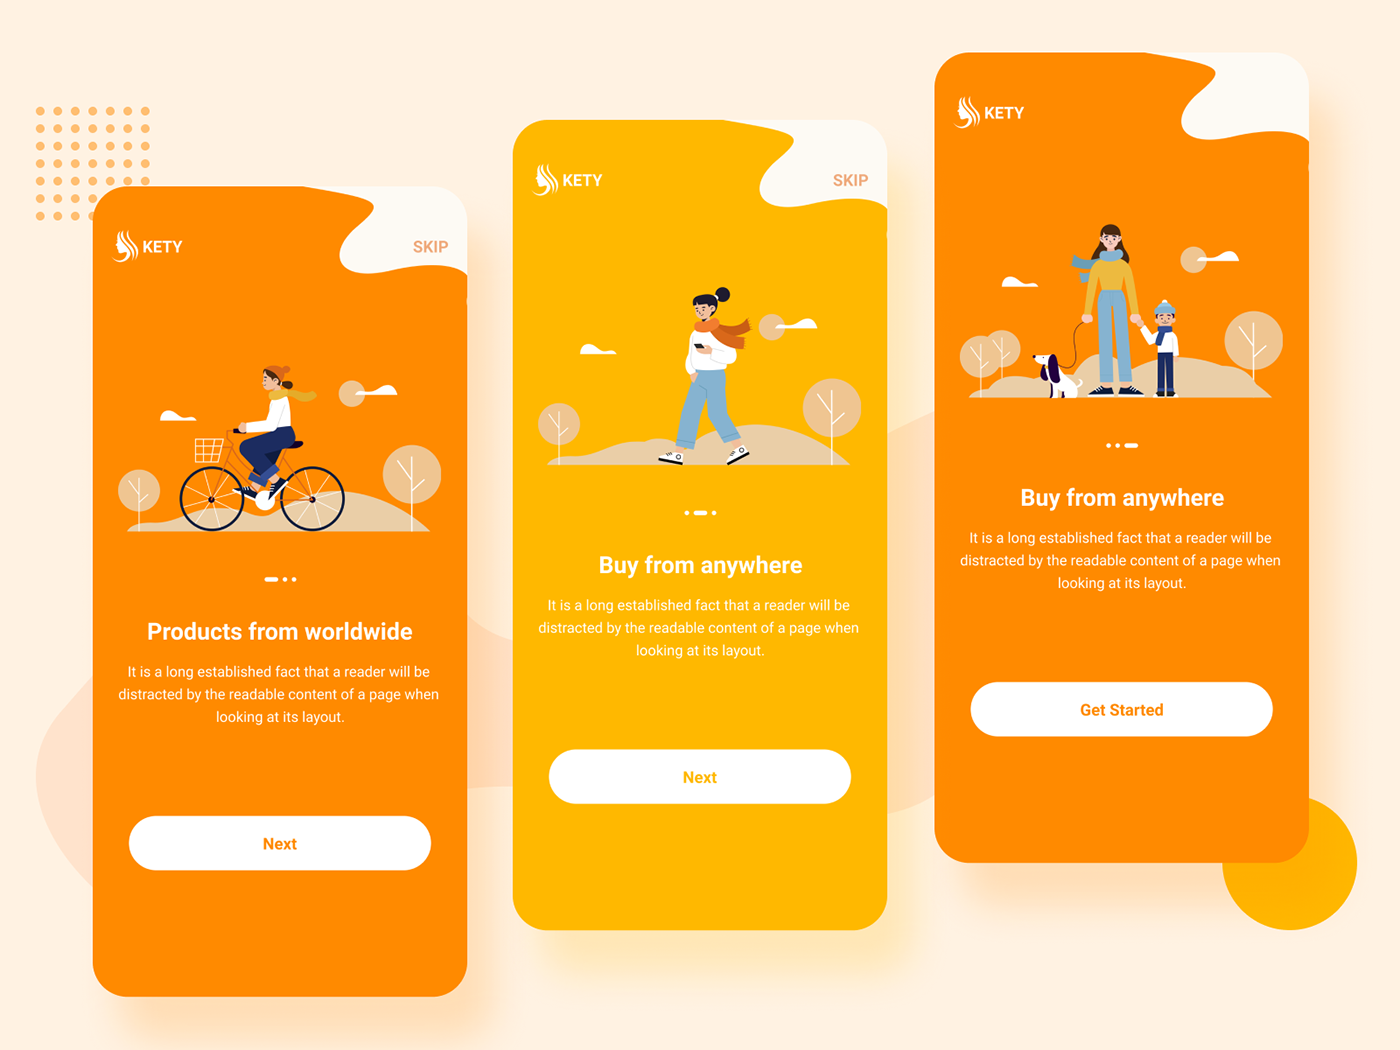 KETY
SKIP
Products from worldwide
It is a long established fact that a reader will be
distracted by the readable content of a page when
looking at its layout.
Next
KETY
SKIP
Buy from anywhere
It is a long established fact that a reader will be
distracted by the readable content of a page when
looking at its layout.
Next
KETY
Buy from anywhere
It is a long established fact that a reader will be
distracted by the readable content of a page when
looking at its layout.
Get Started